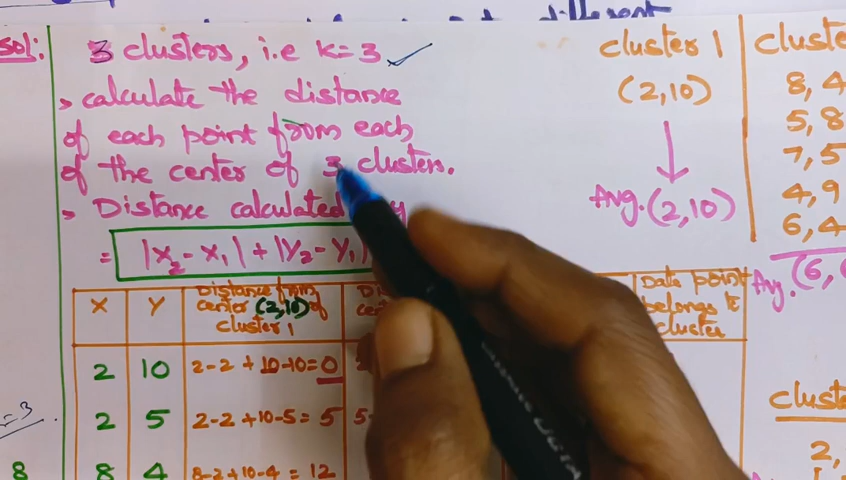 different
sol:
3 clusters, i.e K=3
calculate the distance
of each point from each
of the center of 3 clusters.
Distance calculated y
= |X2 - X1| + |Y2 - Y1|
X Y Distance from center (2,10) of cluster 1
Date point belongs to cluster
2 10 2-2 + 10-10 = 0
2 5 2-2 + 10-5 = 5 5-
8 4 8-2 + 10-4 = 12
=3
8
cluster 1
(2,10)
Avg. (2,10)
cluste
8, 4
5, 8
7, 5
4, 9
6, 4
Avg. (6,
cluste
2,